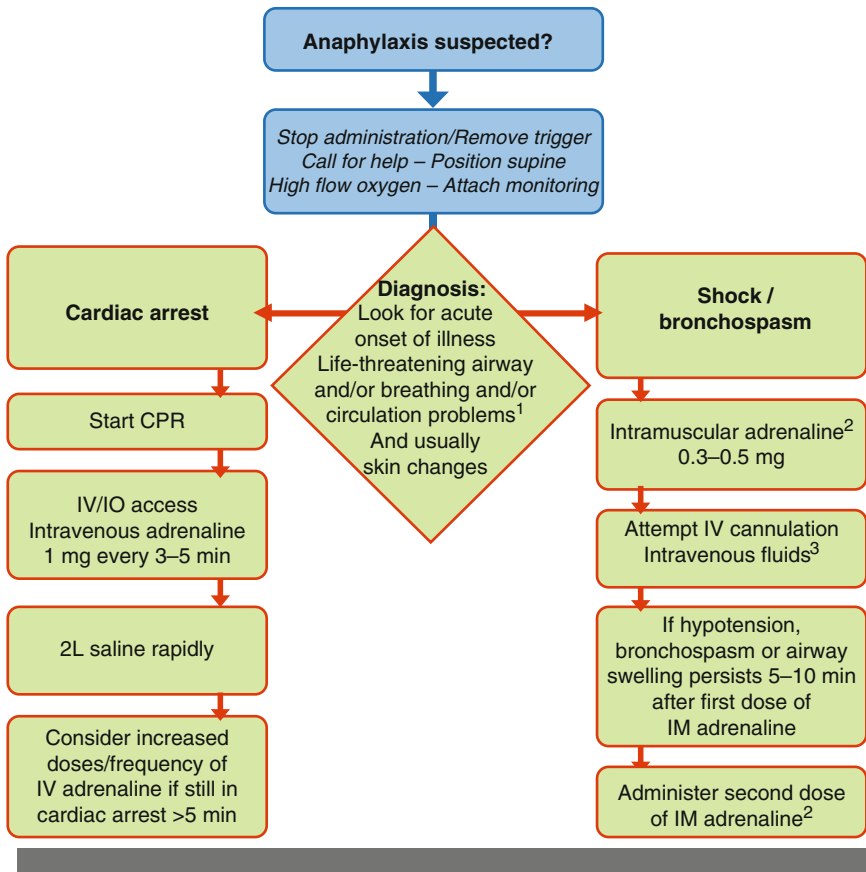 Anaphylaxis suspected?
Stop administration/Remove trigger
Call for help – Position supine
High flow oxygen – Attach monitoring
Diagnosis:
Look for acute
onset of illness
Life-threatening airway
and/or breathing and/or
circulation problems¹
And usually
skin changes
Cardiac arrest
Start CPR
IV/IO access
Intravenous adrenaline
1 mg every 3–5 min
2L saline rapidly
Consider increased
doses/frequency of
IV adrenaline if still in
cardiac arrest >5 min
Shock /
bronchospasm
Intramuscular adrenaline²
0.3–0.5 mg
Attempt IV cannulation
Intravenous fluids³
If hypotension,
bronchospasm or airway
swelling persists 5–10 min
after first dose of
IM adrenaline
Administer second dose
of IM adrenaline²